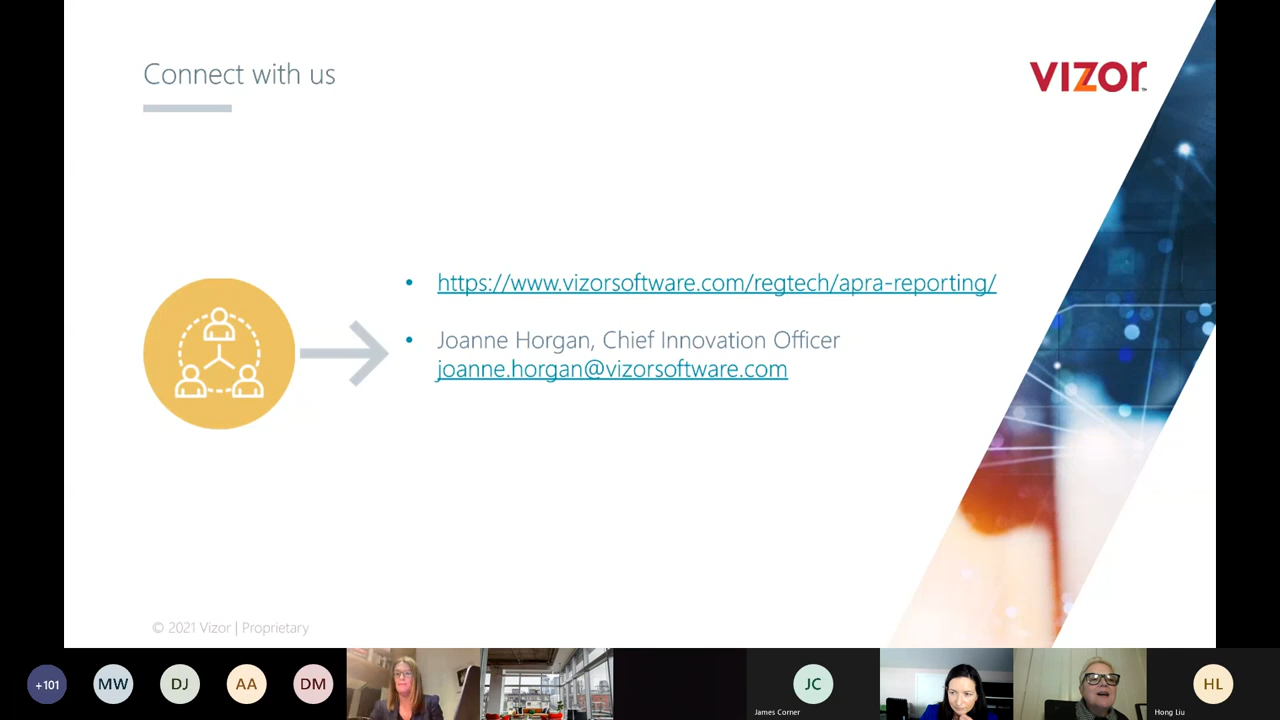 Connect with us
vizor
https://www.vizorsoftware.com/regtech/apra-reporting/
Joanne Horgan, Chief Innovation Officer
joanne.horgan@vizorsoftware.com
© 2021 Vizor | Proprietary
+101
MW
DJ
AA
DM
JC
James Corner
HL
Hong Liu